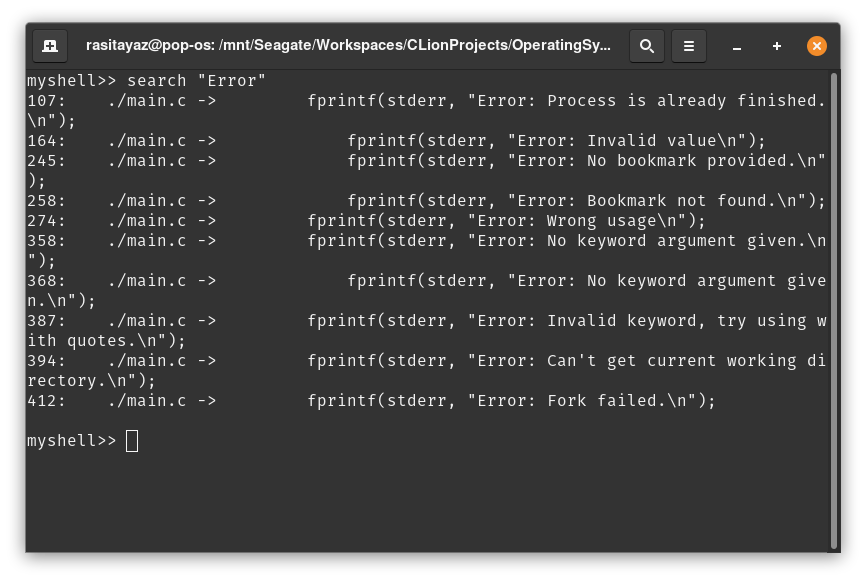 rasitayaz@pop-os: /mnt/Seagate/Workspaces/CLionProjects/OperatingSy...
myshell>> search "Error"
107:    ./main.c ->         fprintf(stderr, "Error: Process is already finished.
\n");
164:    ./main.c ->             fprintf(stderr, "Error: Invalid value\n");
245:    ./main.c ->             fprintf(stderr, "Error: No bookmark provided.\n"
);
258:    ./main.c ->             fprintf(stderr, "Error: Bookmark not found.\n");
274:    ./main.c ->         fprintf(stderr, "Error: Wrong usage\n");
358:    ./main.c ->         fprintf(stderr, "Error: No keyword argument given.\n
");
368:    ./main.c ->             fprintf(stderr, "Error: No keyword argument give
n.\n");
387:    ./main.c ->         fprintf(stderr, "Error: Invalid keyword, try using w
ith quotes.\n");
394:    ./main.c ->         fprintf(stderr, "Error: Can't get current working di
rectory.\n");
412:    ./main.c ->         fprintf(stderr, "Error: Fork failed.\n");
myshell>>